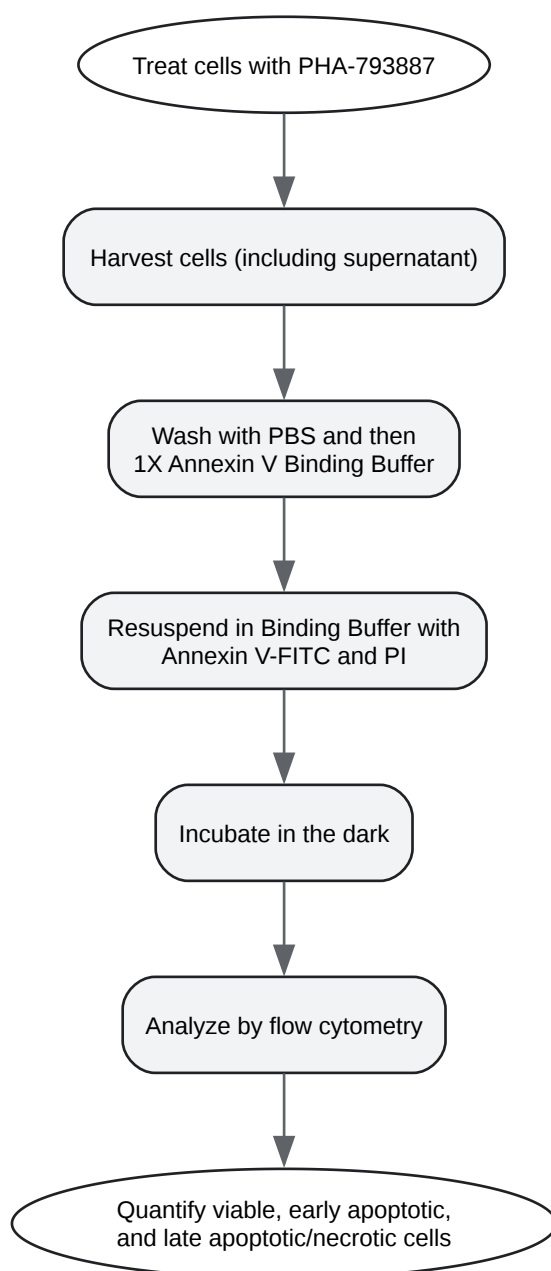 Treat cells with PHA-793887
Harvest cells (including supernatant)
Wash with PBS and then
1X Annexin V Binding Buffer
Resuspend in Binding Buffer with
Annexin V-FITC and PI
Incubate in the dark
Analyze by flow cytometry
Quantify viable, early apoptotic,
and late apoptotic/necrotic cells